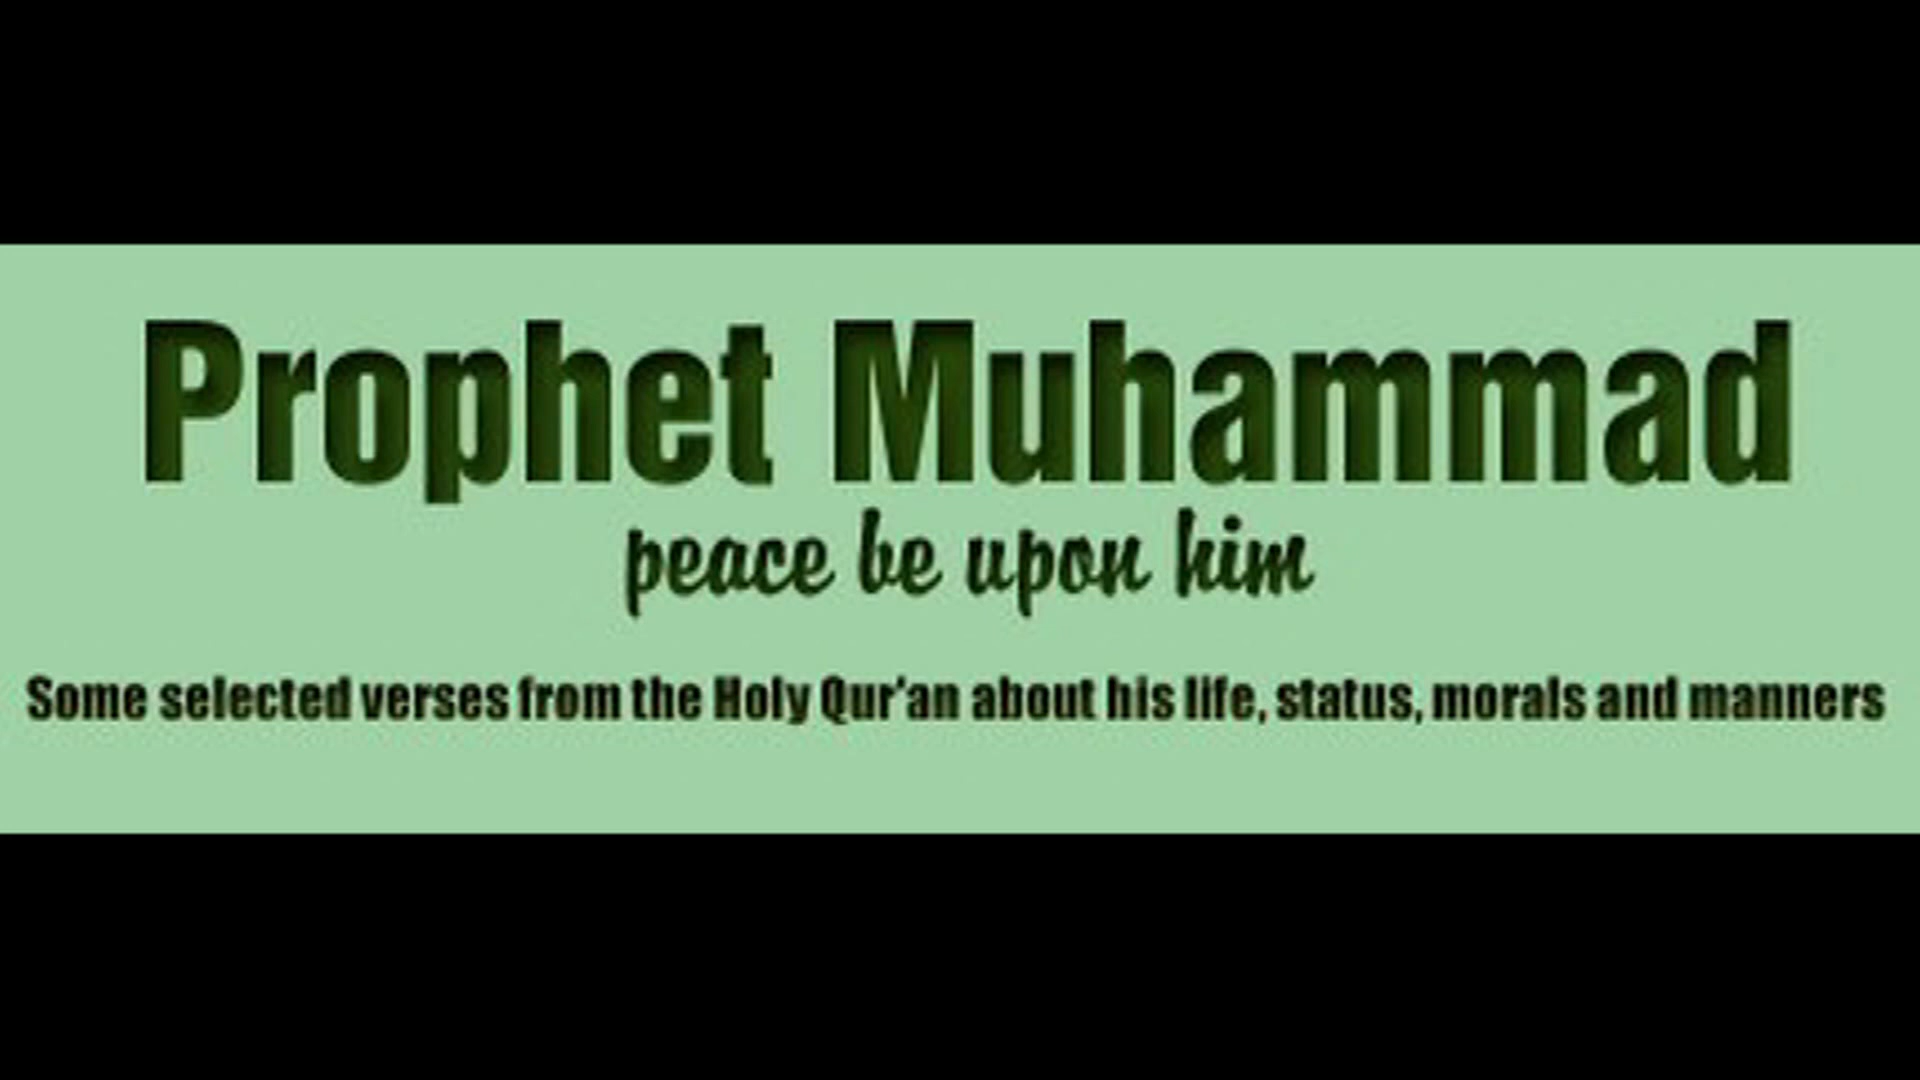 Prophet Muhammad
peace be upon him
Some selected verses from the Holy Qur'an about his life, status, morals and manners